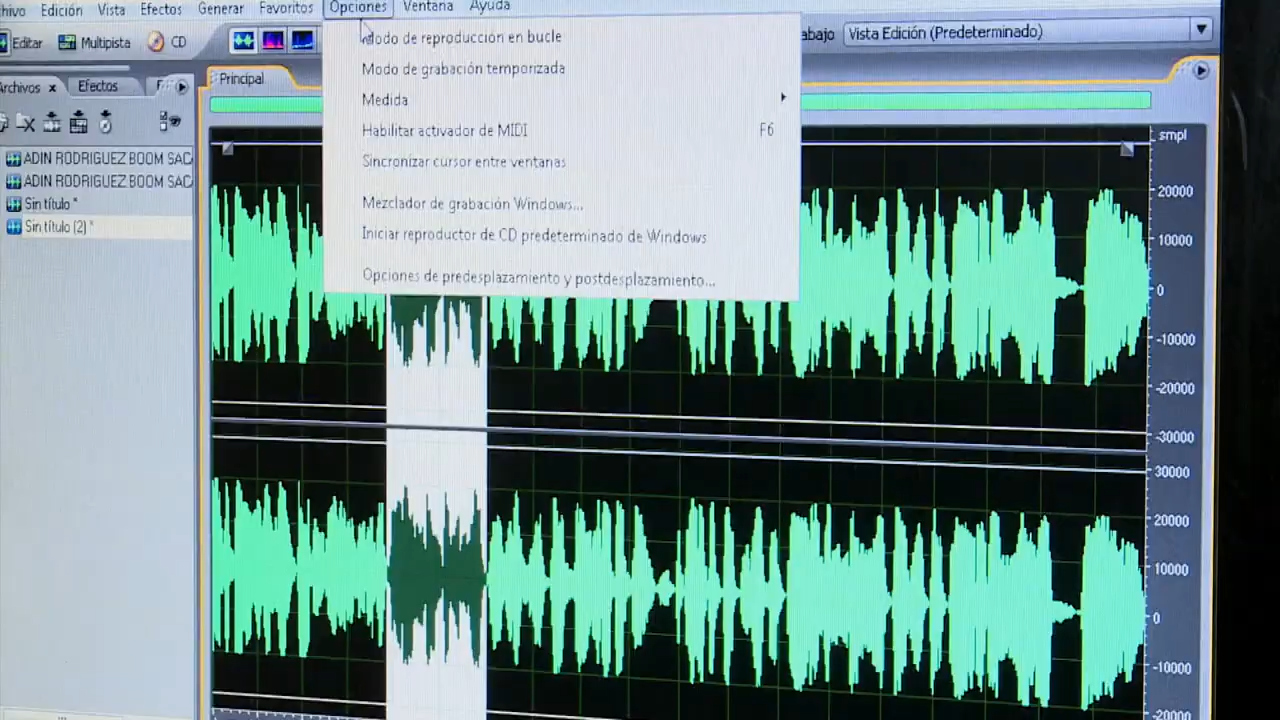 hivo Edición Vista Efectos Generar Favoritos Opciones Ventana Ayuda
Editar Multipista CD
abajo Vista Edición (Predeterminado)
Modo de reproducción en bucle
Modo de grabación temporizada
Medida
Habilitar activador de MIDI F6
Sincronizar cursor entre ventanas
Mezclador de grabación Windows...
Iniciar reproductor de CD predeterminado de Windows
Opciones de predesplazamiento y postdesplazamiento...
Archivos x Efectos F
Principal
ADIN RODRIGUEZ BOOM SAC
ADIN RODRIGUEZ BOOM SAC
Sin título *
Sin título (2) *
smpl
20000
10000
0
-10000
-20000
-30000
30000
20000
10000
0
-10000
-20000